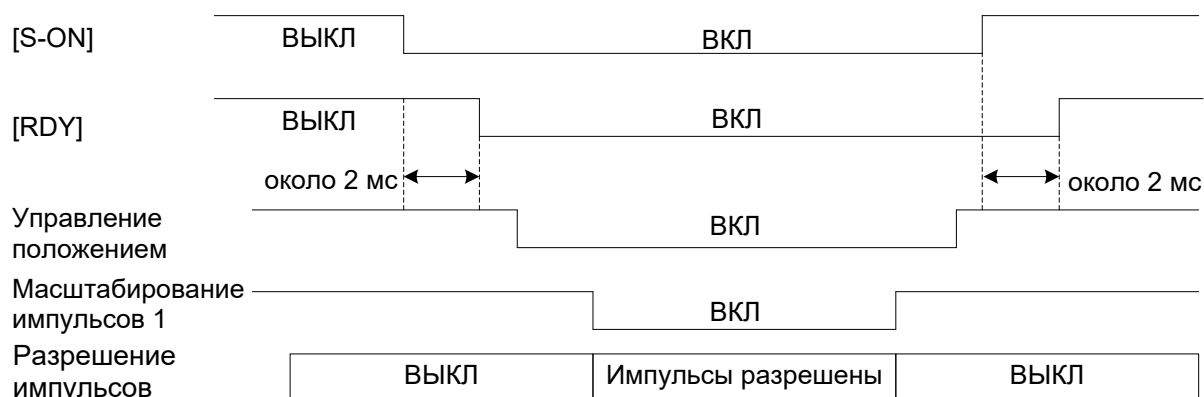 [S-ON] ВЫКЛ ВКЛ
[RDY] ВЫКЛ ВКЛ
около 2 мс около 2 мс
Управление
положением
ВКЛ
Масштабирование
импульсов 1
ВКЛ
Разрешение
импульсов
ВЫКЛ Импульсы разрешены ВЫКЛ